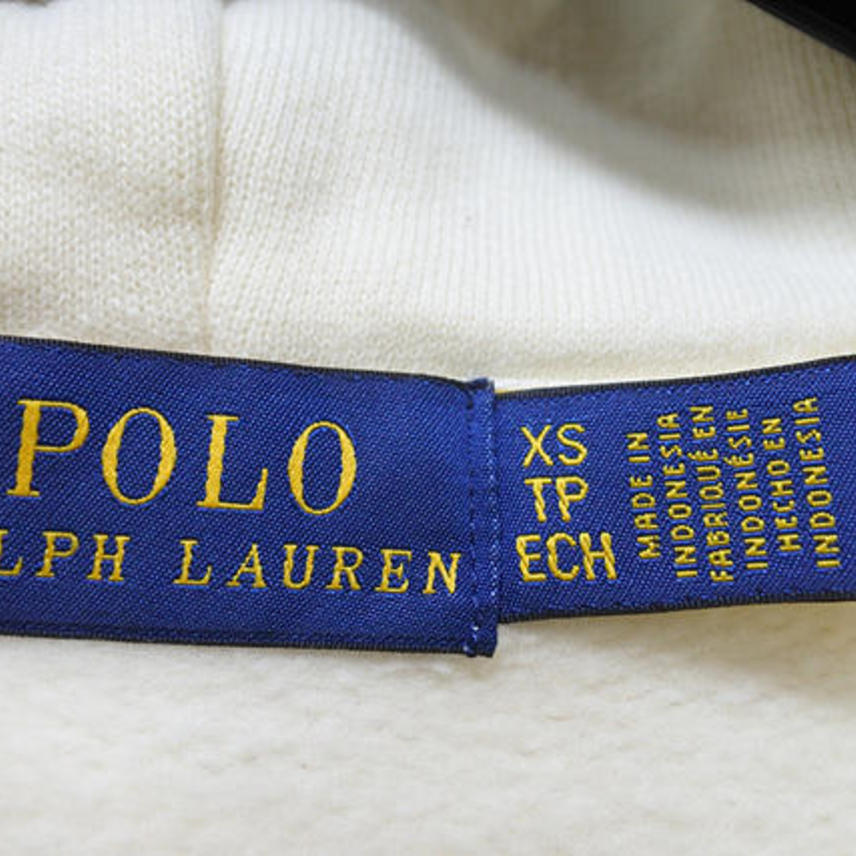 POLO
LPH LAUREN
XS
TP
ECH
MADE IN
INDONESIA
FABRIQUÉ EN
INDONÉSIE
HECHO EN
INDONESIA